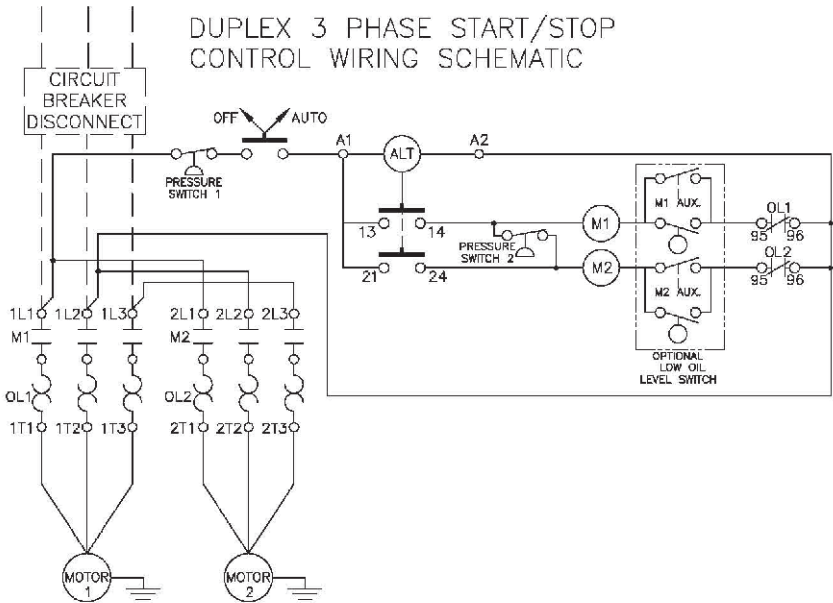 DUPLEX 3 PHASE START/STOP
CONTROL WIRING SCHEMATIC
CIRCUIT
BREAKER
DISCONNECT
OFF
AUTO
PRESSURE
SWITCH 1
A1
ALT
A2
13
14
PRESSURE
SWITCH 2
M1
M1 AUX.
OL1
95
96
21
24
M2
M2 AUX.
OL2
95
96
OPTIONAL
LOW OIL
LEVEL SWITCH
1L1
1L2
1L3
2L1
2L2
2L3
M1
M2
OL1
OL2
1T1
1T2
1T3
2T1
2T2
2T3
MOTOR
1
MOTOR
2